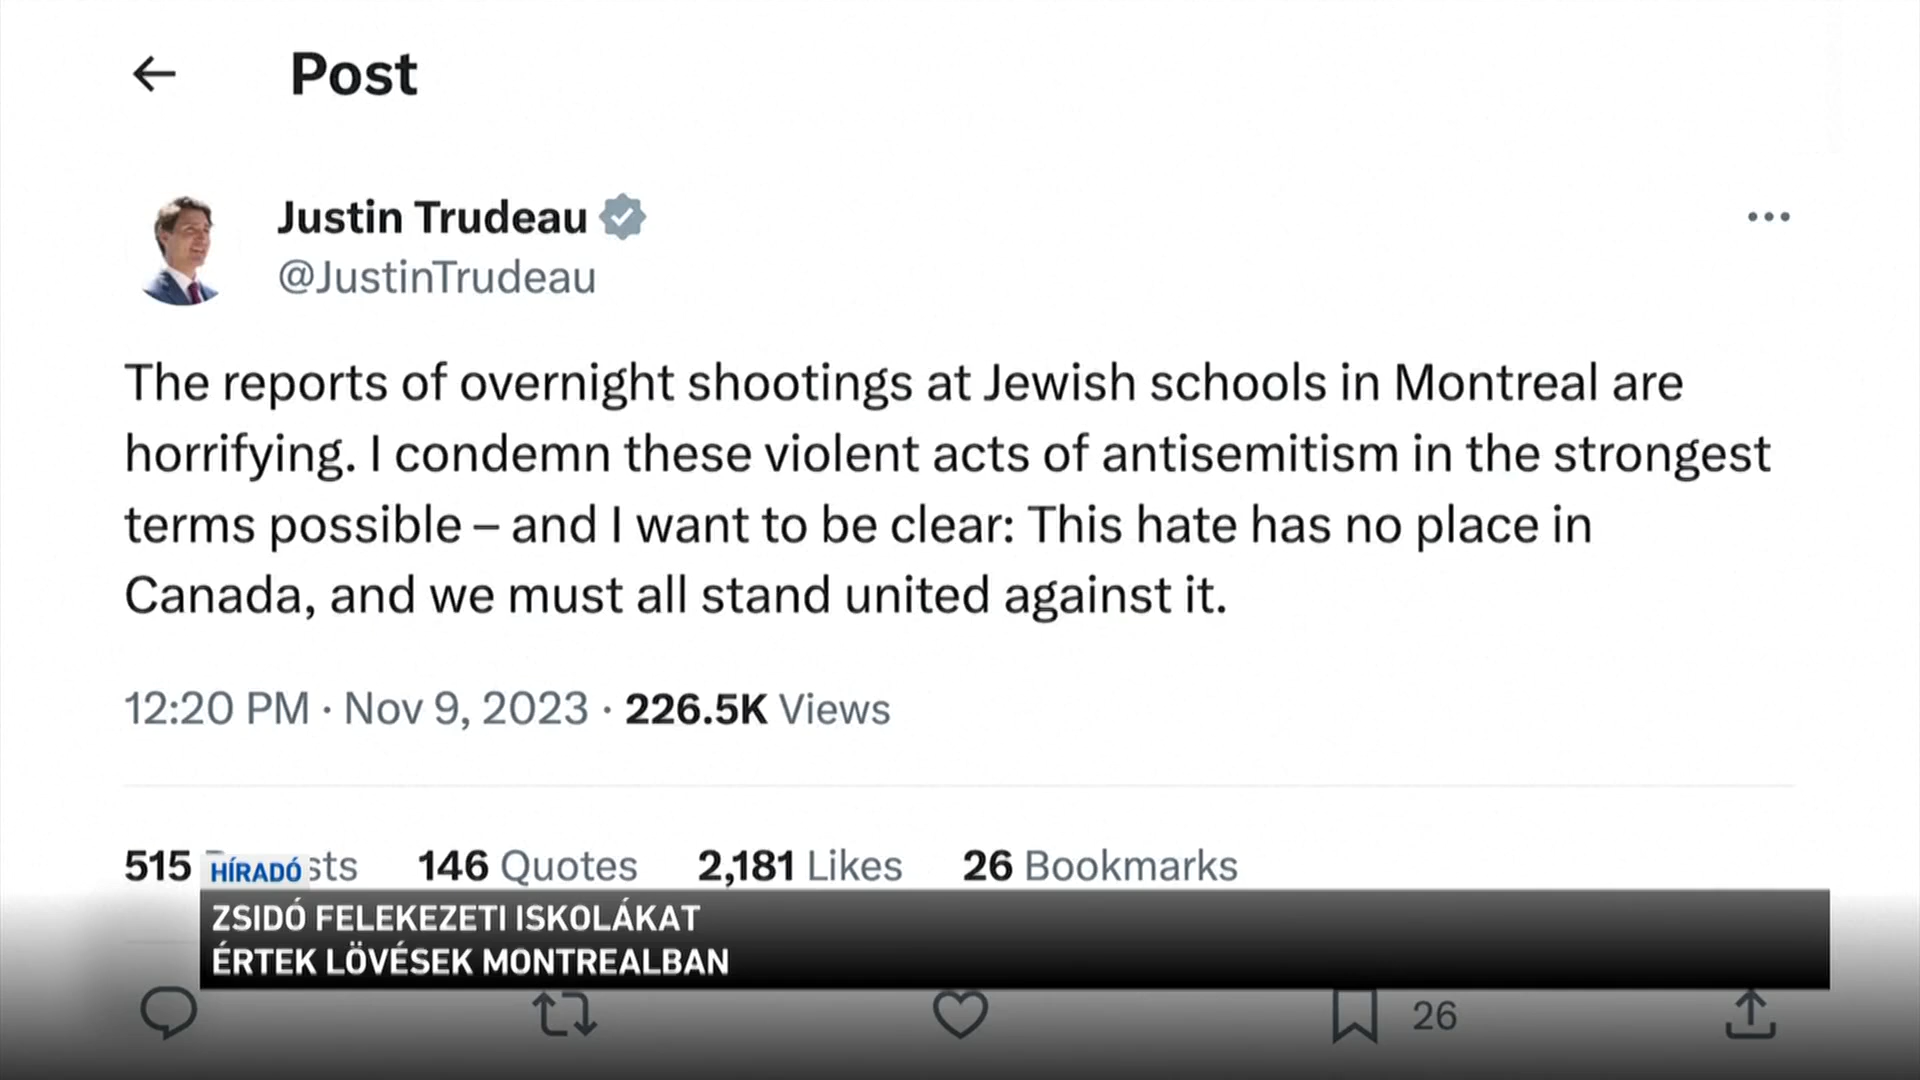 Post
Justin Trudeau
@JustinTrudeau
The reports of overnight shootings at Jewish schools in Montreal are
horrifying. I condemn these violent acts of antisemitism in the strongest
terms possible – and I want to be clear: This hate has no place in
Canada, and we must all stand united against it.
12:20 PM · Nov 9, 2023 · 226.5K Views
515 146 Quotes 2,181 Likes 26 Bookmarks
HÍRADÓ
ZSIDÓ FELEKEZETI ISKOLÁKAT
ÉRTEK LÖVÉSEK MONTREALBAN
26